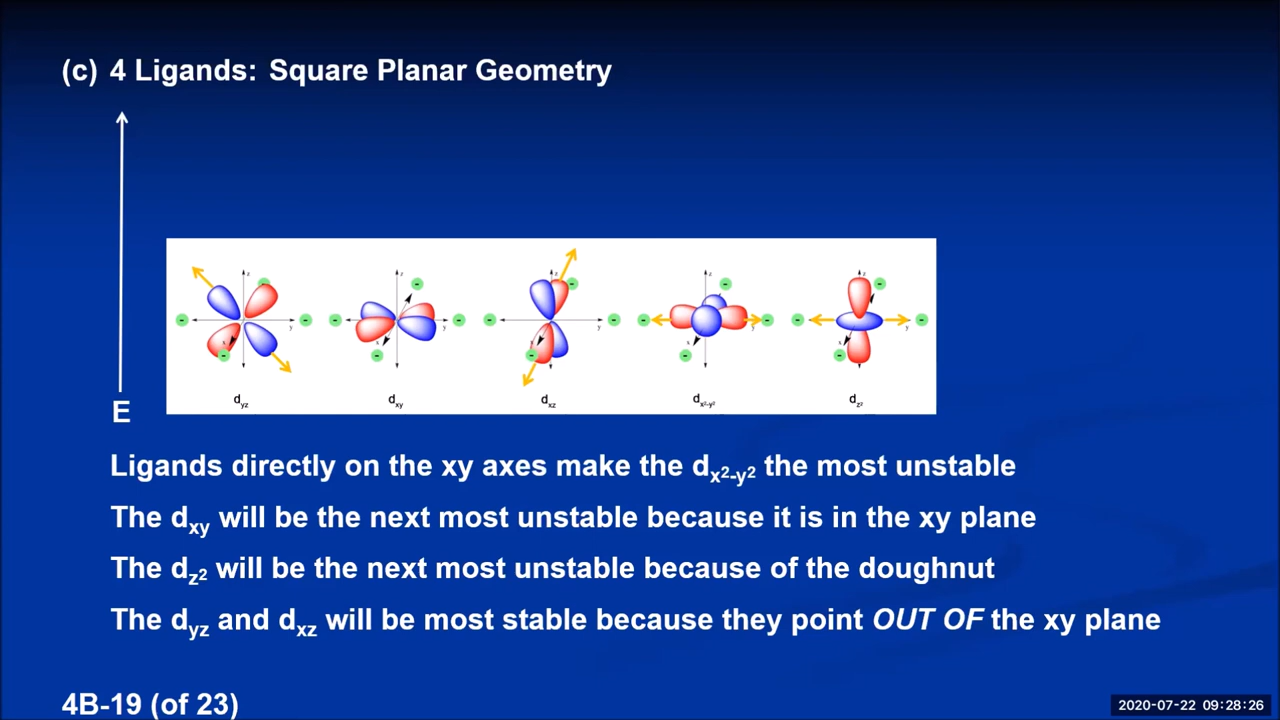 (c) 4 Ligands: Square Planar Geometry
z z z z z
- - - - - - - - - - - - - - - - - - - -
y y y y y
x x x x x
dyz dxy dxz dx²-y² dz²
E
Ligands directly on the xy axes make the dx²-y² the most unstable
The dxy will be the next most unstable because it is in the xy plane
The dz² will be the next most unstable because of the doughnut
The dyz and dxz will be most stable because they point OUT OF the xy plane
4B-19 (of 23)
2020-07-22 09:28:26